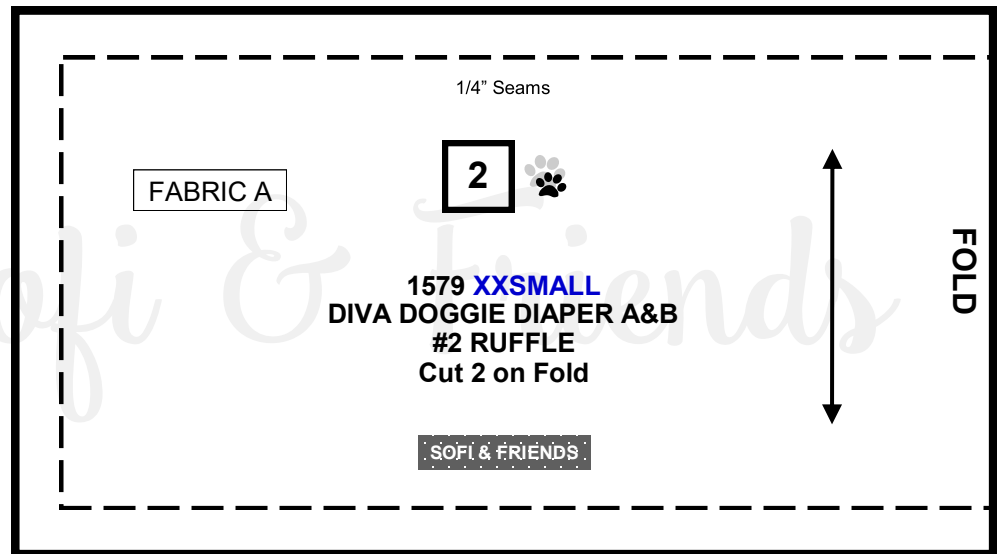 1/4” Seams
2
FABRIC A
FOLD
1579 XXSMALL
DIVA DOGGIE DIAPER A&B
#2 RUFFLE
Cut 2 on Fold
SOFI & FRIENDS
ofi & Friends